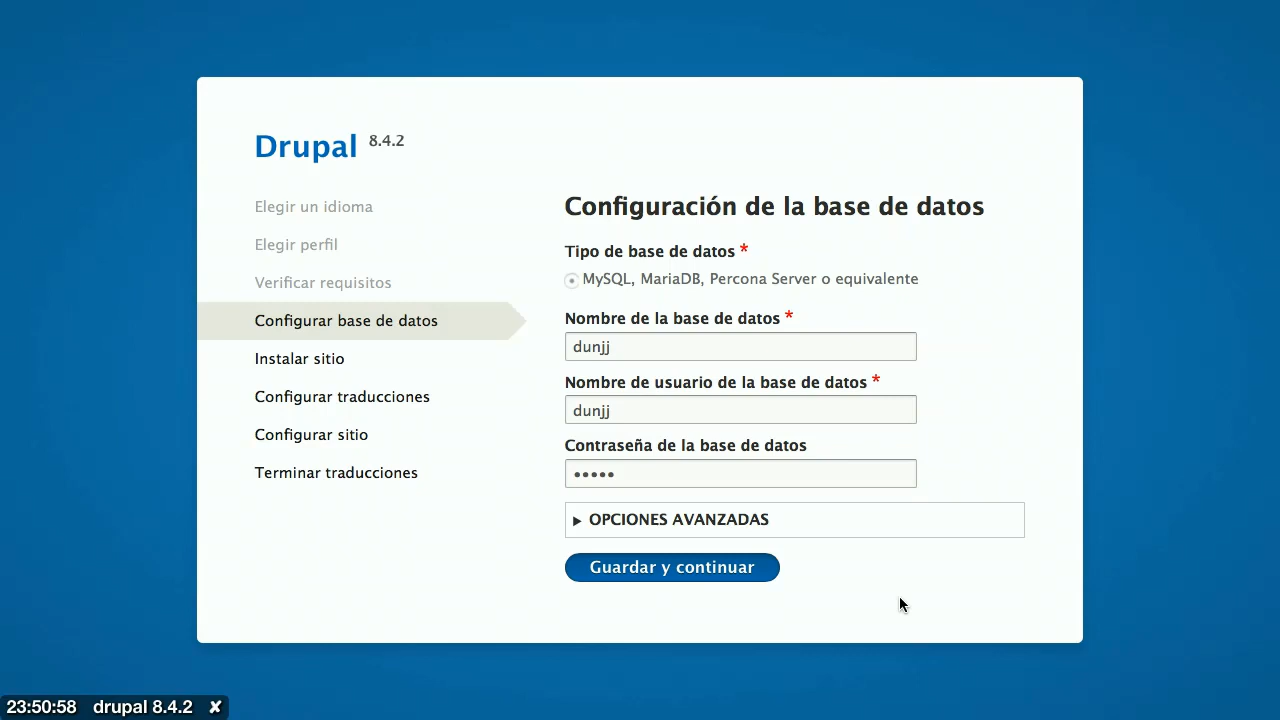 Drupal 8.4.2
Elegir un idioma
Elegir perfil
Verificar requisitos
Configurar base de datos
Instalar sitio
Configurar traducciones
Configurar sitio
Terminar traducciones
Configuración de la base de datos
Tipo de base de datos *
MySQL, MariaDB, Percona Server o equivalente
Nombre de la base de datos *
dunjj
Nombre de usuario de la base de datos *
dunjj
Contraseña de la base de datos
•••••
OPCIONES AVANZADAS
Guardar y continuar
23:50:58 drupal 8.4.2 ✘